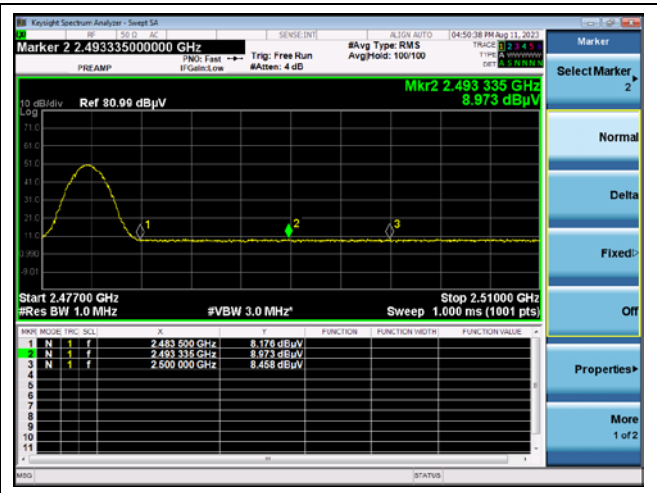 Keysight Spectrum Analyzer - Swept SA
RF 50 Ω AC SENSE:INT ALIGN AUTO 04:50:38 PM Aug 11, 2023
Marker 2 2.493335000000 GHz
PREAMP
PNO: Fast
IFGain:Low
Trig: Free Run
#Atten: 4 dB
#Avg Type: RMS
Avg|Hold: 100/100
TRACE 1 2 3 4 5
TYPE A
DET A S N N N N
Mkr2 2.493 335 GHz
8.973 dBµV
10 dB/div Ref 80.99 dBµV
Log
71.0
61.0
51.0
41.0
31.0
21.0
11.0
0.990
-9.01
1
2
3
Start 2.47700 GHz
Stop 2.51000 GHz
#Res BW 1.0 MHz
#VBW 3.0 MHz*
Sweep 1.000 ms (1001 pts)
MKR MODE TRC SCL X Y FUNCTION FUNCTION WIDTH FUNCTION VALUE
1 N 1 f 2.483 500 GHz 8.176 dBµV
2 N 1 f 2.493 335 GHz 8.973 dBµV
3 N 1 f 2.500 000 GHz 8.458 dBµV
4
5
6
7
8
9
10
11
MSG
STATUS
Marker
Select Marker
2
Normal
Delta
Fixed
Off
Properties
More
1 of 2